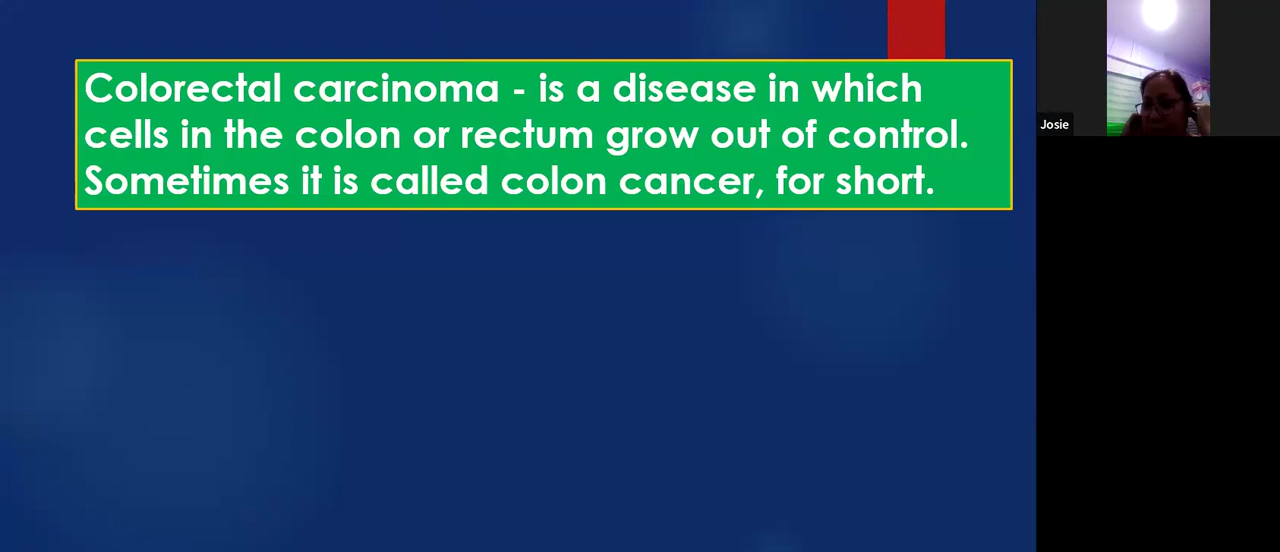 Colorectal carcinoma - is a disease in which
cells in the colon or rectum grow out of control.
Sometimes it is called colon cancer, for short.
Josie